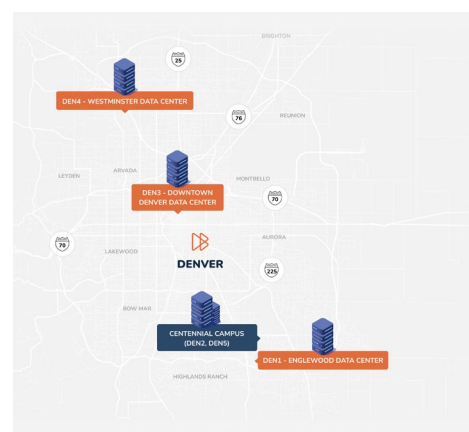 BRIGHTON
25
DEN4 - WESTMINSTER DATA CENTER
76
REUNION
ARVADA
LEYDEN
MONTBELLO
DEN3 - DOWNTOWN
DENVER DATA CENTER
70
AURORA
70
LAKEWOOD
DENVER
225
BOW MAR
CENTENNIAL CAMPUS
(DEN2, DEN5)
DEN1 - ENGLEWOOD DATA CENTER
HIGHLANDS RANCH